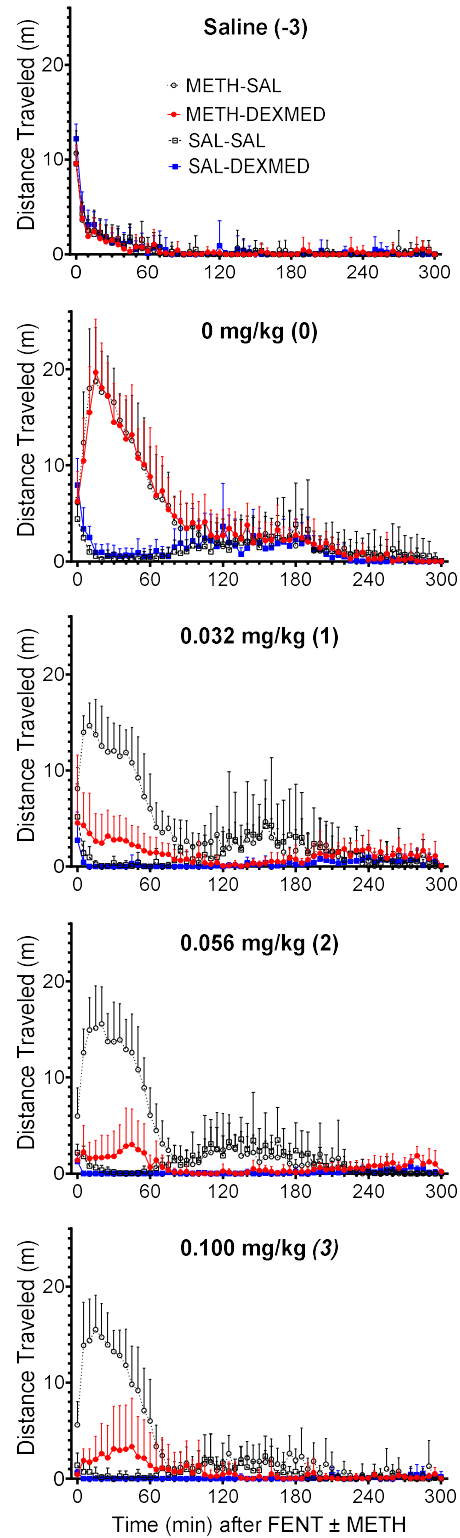 Saline (-3)
METH-SAL
METH-DEXMED
SAL-SAL
SAL-DEXMED
Distance Traveled (m)
20
10
0
0 60 120 180 240 300
0 mg/kg (0)
Distance Traveled (m)
20
10
0
0 60 120 180 240 300
0.032 mg/kg (1)
Distance Traveled (m)
20
10
0
0 60 120 180 240 300
0.056 mg/kg (2)
Distance Traveled (m)
20
10
0
0 60 120 180 240 300
0.100 mg/kg (3)
Distance Traveled (m)
20
10
0
0 60 120 180 240 300
Time (min) after FENT ± METH